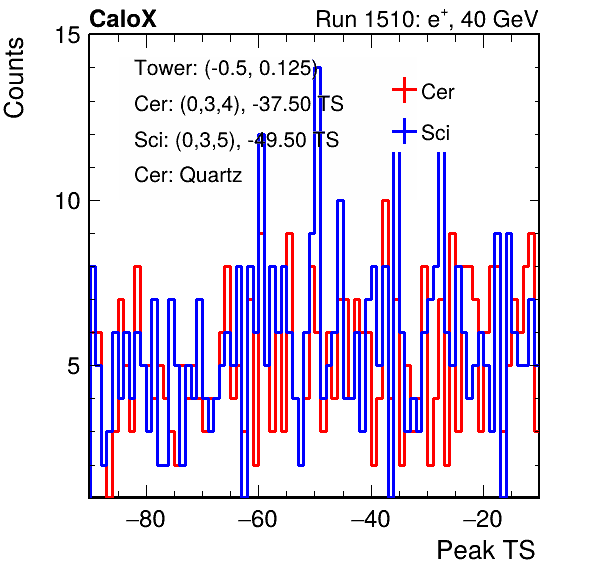 CaloX Run 1510: e⁺, 40 GeV
Counts
15
Tower: (-0.5, 0.125)
Cer: (0,3,4), -37.50 TS
Sci: (0,3,5), -49.50 TS
Cer: Quartz
Cer
Sci
10
5
−80 −60 −40 −20
Peak TS